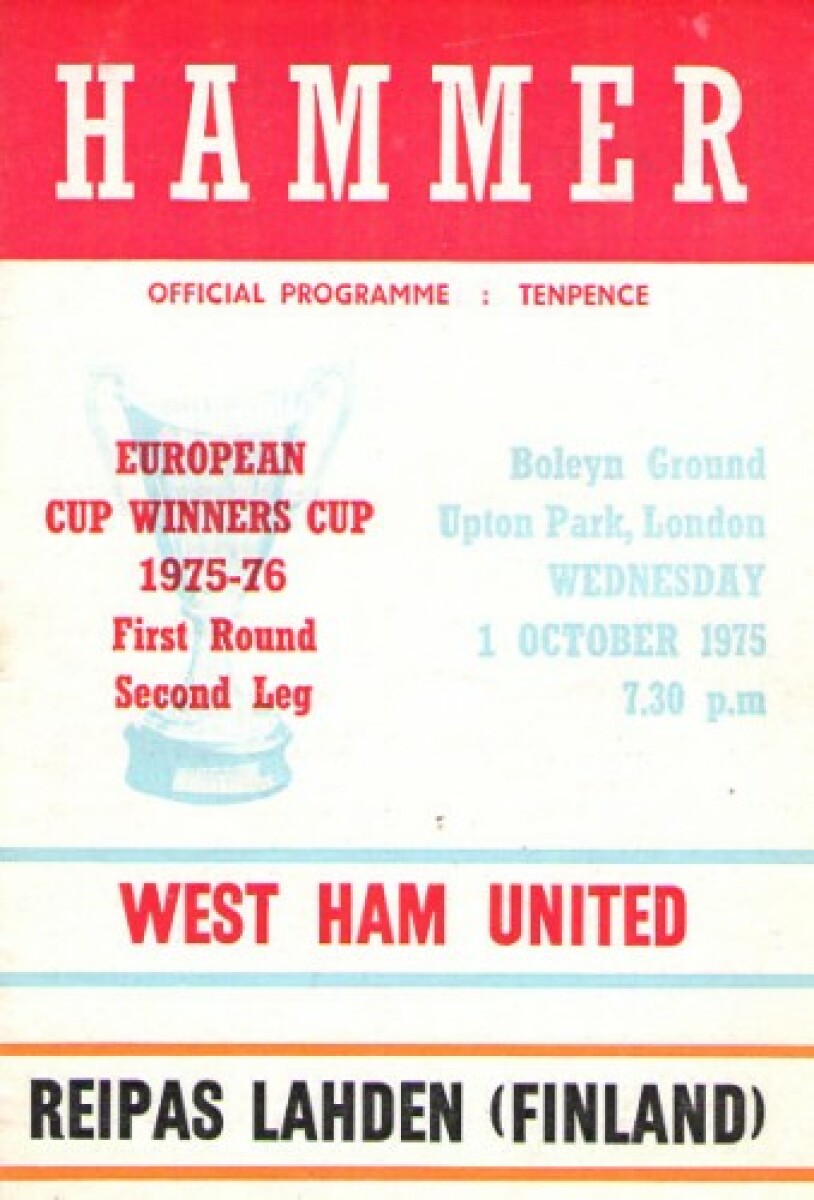 HAMMER
OFFICIAL PROGRAMME : TENPENCE
EUROPEAN
CUP WINNERS CUP
1975-76
First Round
Second Leg
Boleyn Ground
Upton Park, London
WEDNESDAY
1 OCTOBER 1975
7.30 p.m
WEST HAM UNITED
REIPAS LAHDEN (FINLAND)